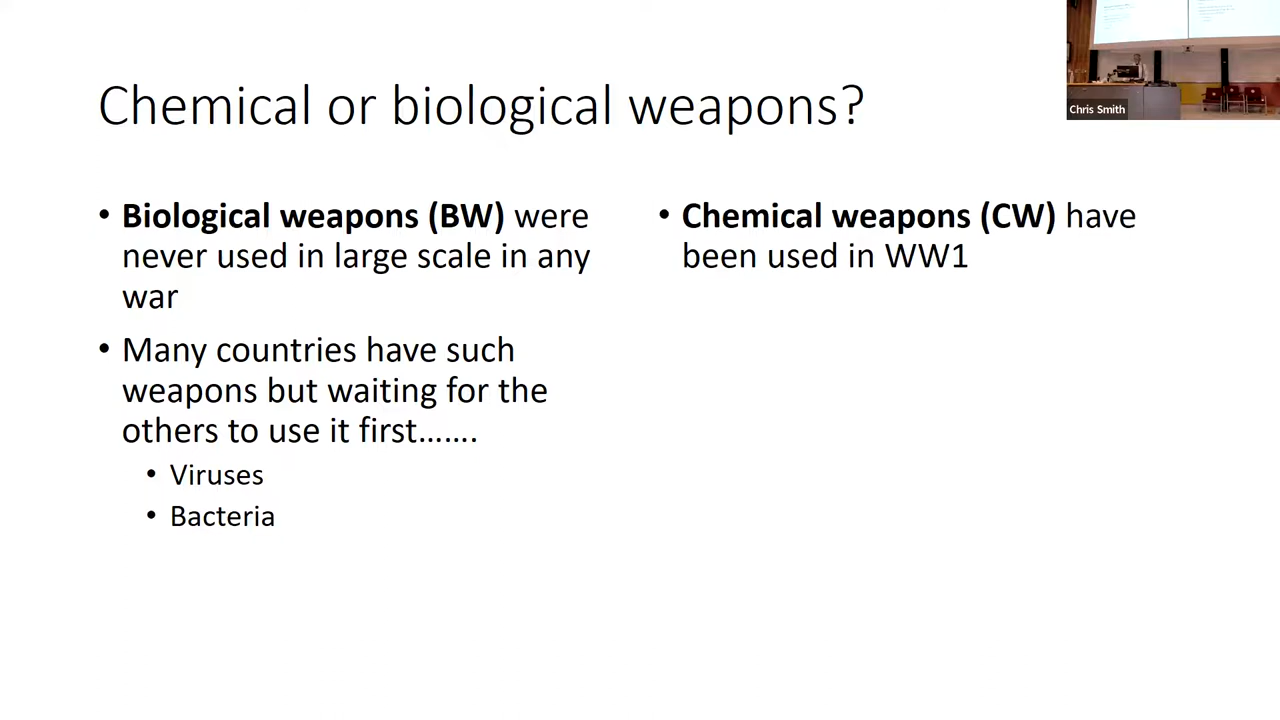 Chemical or biological weapons?
Chris Smith
• Biological weapons (BW) were
never used in large scale in any
war
• Many countries have such
weapons but waiting for the
others to use it first…….
• Viruses
• Bacteria
• Chemical weapons (CW) have
been used in WW1